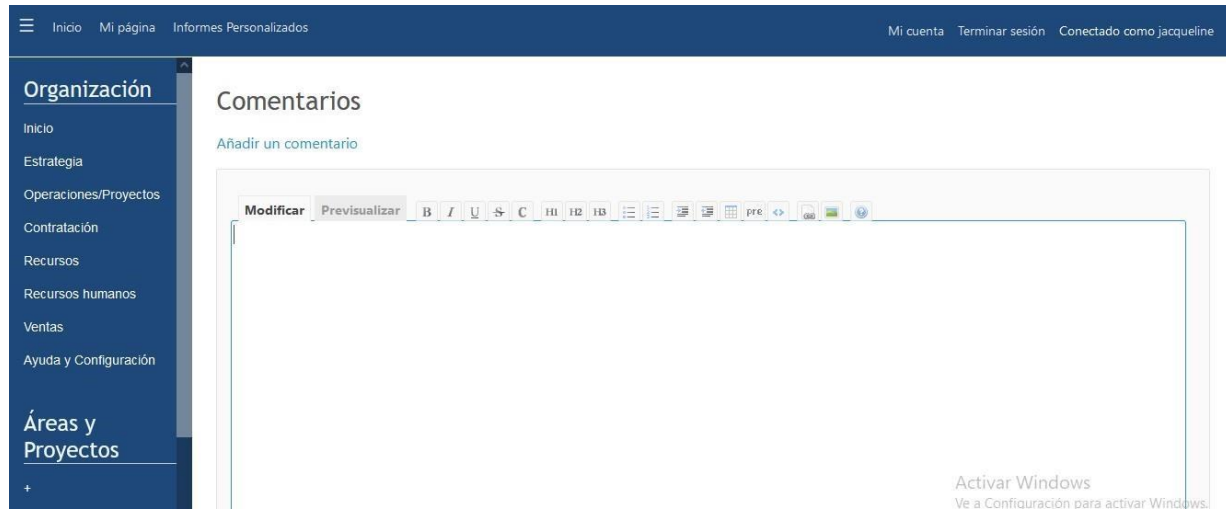 ☰ Inicio Mi página Informes Personalizados Mi cuenta Terminar sesión Conectado como jacqueline
Organización
Inicio
Estrategia
Operaciones/Proyectos
Contratación
Recursos
Recursos humanos
Ventas
Ayuda y Configuración
Áreas y
Proyectos
+
Comentarios
Añadir un comentario
Modificar Previsualizar B I U S C H1 H2 H3 pre <>
Activar Windows
Ve a Configuración para activar Windows.